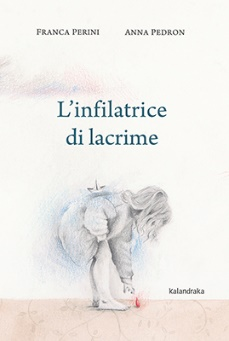 FRANCA PERINI ANNA PEDRON
L'infilatrice
di lacrime
Kalandraka